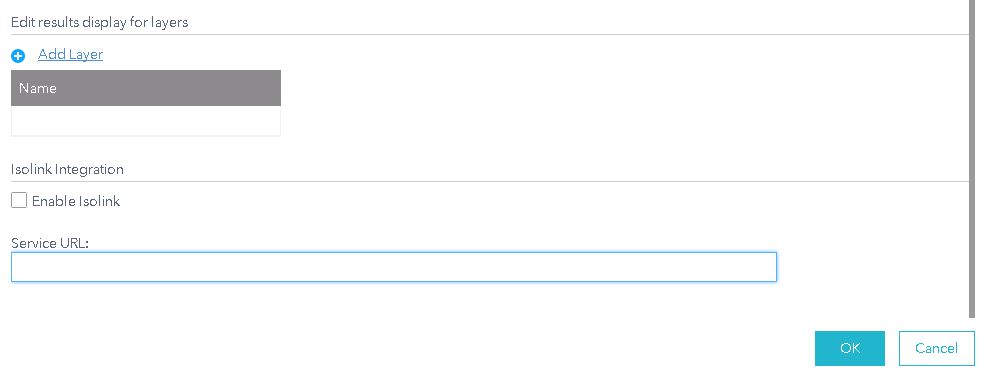 Edit results display for layers
Add Layer
Name
Isolink Integration
Enable Isolink
Service URL:
OK
Cancel